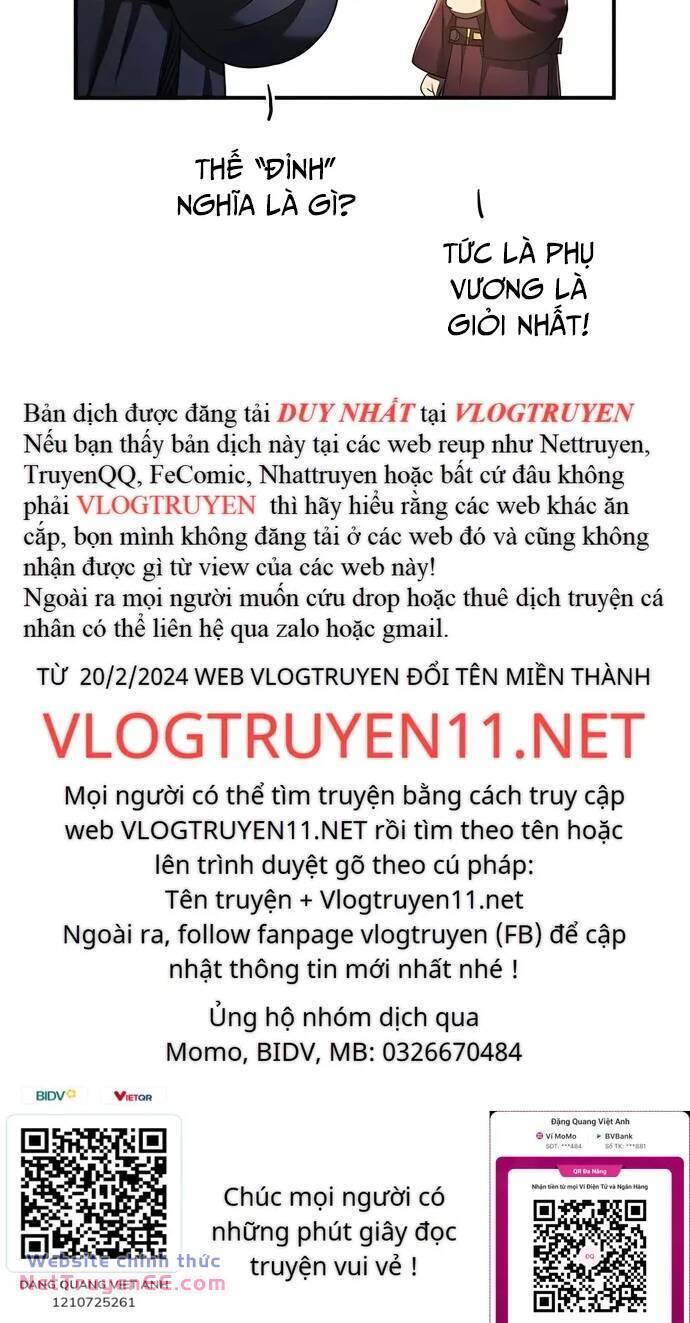 THẾ "ĐỈNH"
NGHĨA LÀ GÌ?
TỨC LÀ PHỤ
VƯƠNG LÀ
GIỎI NHẤT!
Bản dịch được đăng tải DUY NHẤT tại VLOGTRUYEN
Nếu bạn thấy bản dịch này tại các web reup như Nettruyen,
TruyenQQ, FeComic, Nhattruyen hoặc bất cứ đâu không
phải VLOGTRUYEN thì hãy hiểu rằng các web khác ăn
cắp, bọn mình không đăng tải ở các web đó và cũng không
nhận được gì từ view của các web này!
Ngoài ra mọi người muốn cứu drop hoặc thuê dịch truyện cá
nhân có thể liên hệ qua zalo hoặc gmail.
TỪ 20/2/2024 WEB VLOGTRUYEN ĐỔI TÊN MIỀN THÀNH
VLOGTRUYEN11.NET
Mọi người có thể tìm truyện bằng cách truy cập
web VLOGTRUYEN11.NET rồi tìm theo tên hoặc
lên trình duyệt gõ theo cú pháp:
Tên truyện + Vlogtruyen11.net
Ngoài ra, follow fanpage vlogtruyen (FB) để cập
nhật thông tin mới nhất nhé !
Ủng hộ nhóm dịch qua
Momo, BIDV, MB: 0326670484
BIDV VIETQR
Website chính thức
NetTruyenGG.com
DANG QUANG VIET ANH
1210725261
Chúc mọi người có
những phút giây đọc
truyện vui vẻ !
Đặng Quang Việt Anh
Ví MoMo
SĐT: ***484
BVBank
Số TK: ***881
QR Đa Năng
Nhận tiền từ mọi Ví Điện Tử và Ngân Hàng